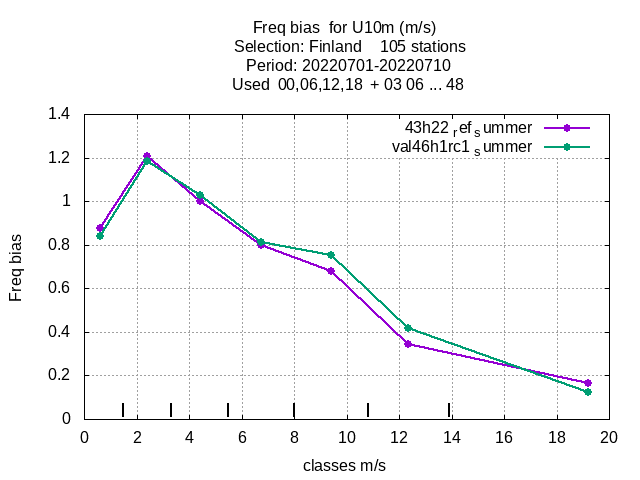 Freq bias  for U10m (m/s)
Selection: Finland    105 stations
Period: 20220701-20220710
Used  00,06,12,18  + 03 06 ... 48
43h22 ref summer
val46h1rc1 summer
1.4
1.2
1
0.8
0.6
0.4
0.2
0
Freq bias
0 2 4 6 8 10 12 14 16 18 20
classes m/s